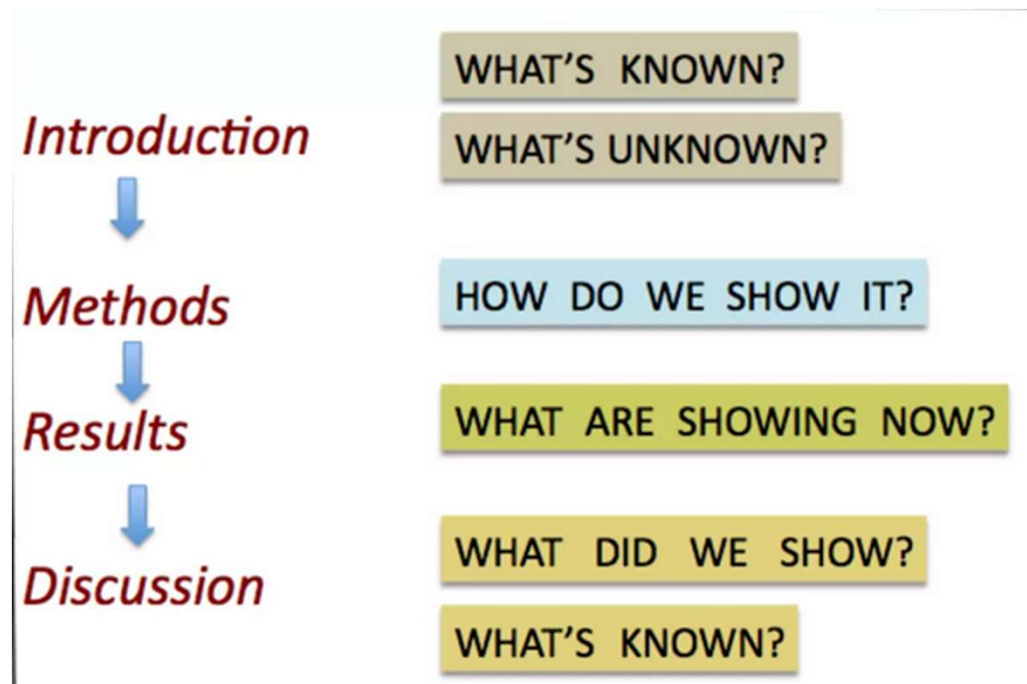 WHAT'S KNOWN?
Introduction
WHAT'S UNKNOWN?
Methods
HOW DO WE SHOW IT?
Results
WHAT ARE SHOWING NOW?
WHAT DID WE SHOW?
Discussion
WHAT'S KNOWN?